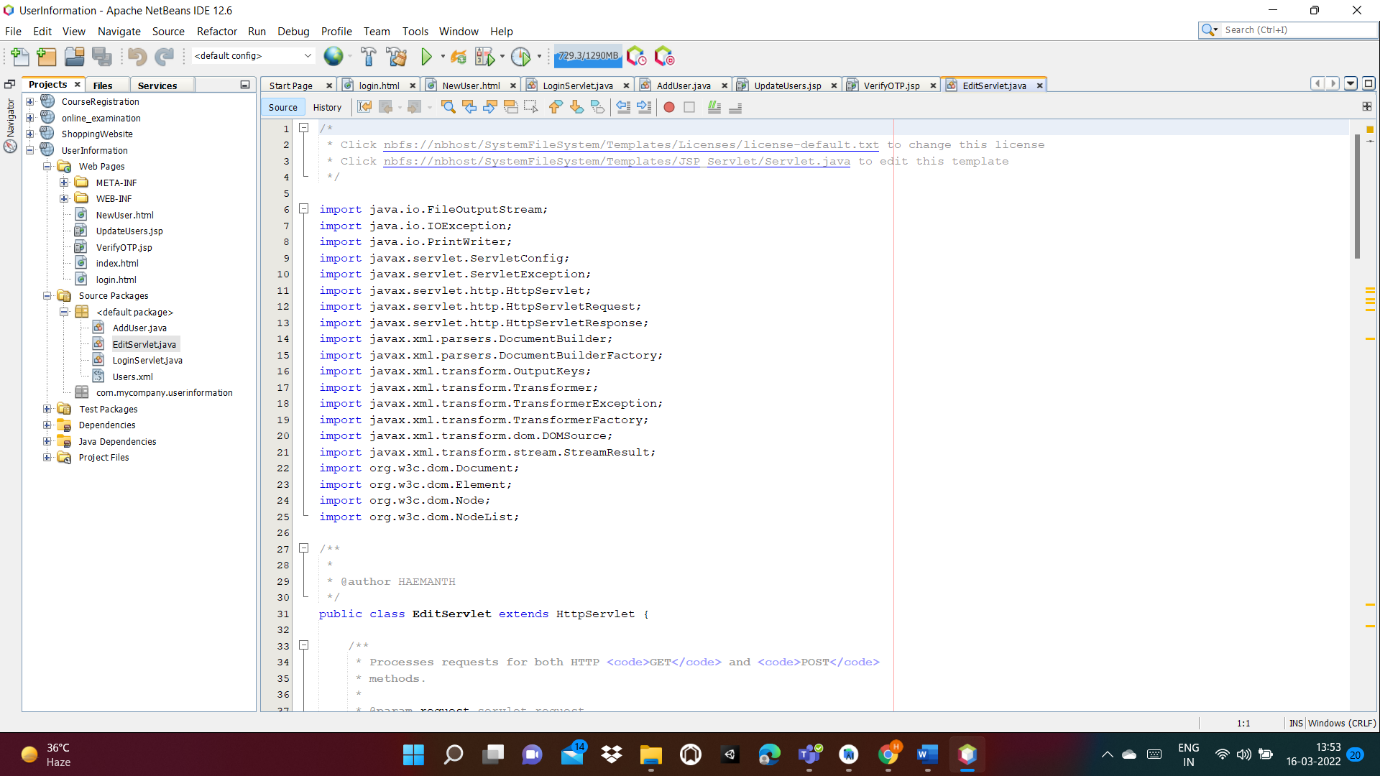 UserInformation - Apache NetBeans IDE 12.6
File Edit View Navigate Source Refactor Run Debug Profile Team Tools Window Help
Search (Ctrl+I)
<default config>
729.3/1290MB
Projects Files Services
Navigator
CourseRegistration
online_examination
ShoppingWebsite
UserInformation
Web Pages
META-INF
WEB-INF
NewUser.html
UpdateUsers.jsp
VerifyOTP.jsp
index.html
login.html
Source Packages
<default package>
AddUser.java
EditServlet.java
LoginServlet.java
Users.xml
com.mycompany.userinformation
Test Packages
Dependencies
Java Dependencies
Project Files
Start Page login.html NewUser.html LoginServlet.java AddUser.java UpdateUsers.jsp VerifyOTP.jsp EditServlet.java
Source History
1 /*
2 * Click nbfs://nbhost/SystemFileSystem/Templates/Licenses/license-default.txt to change this license
3 * Click nbfs://nbhost/SystemFileSystem/Templates/JSP_Servlet/Servlet.java to edit this template
4 */
5
6 import java.io.FileOutputStream;
7 import java.io.IOException;
8 import java.io.PrintWriter;
9 import javax.servlet.ServletConfig;
10 import javax.servlet.ServletException;
11 import javax.servlet.http.HttpServlet;
12 import javax.servlet.http.HttpServletRequest;
13 import javax.servlet.http.HttpServletResponse;
14 import javax.xml.parsers.DocumentBuilder;
15 import javax.xml.parsers.DocumentBuilderFactory;
16 import javax.xml.transform.OutputKeys;
17 import javax.xml.transform.Transformer;
18 import javax.xml.transform.TransformerException;
19 import javax.xml.transform.TransformerFactory;
20 import javax.xml.transform.dom.DOMSource;
21 import javax.xml.transform.stream.StreamResult;
22 import org.w3c.dom.Document;
23 import org.w3c.dom.Element;
24 import org.w3c.dom.Node;
25 import org.w3c.dom.NodeList;
26
27 /**
28 *
29 * @author HAEMANTH
30 */
31 public class EditServlet extends HttpServlet {
32
33 /**
34 * Processes requests for both HTTP <code>GET</code> and <code>POST</code>
35 * methods.
36 *
37 * @param request servlet request
1:1 INS Windows (CRLF)
36°C
Haze
14
ENG
IN
13:53
16-03-2022
20